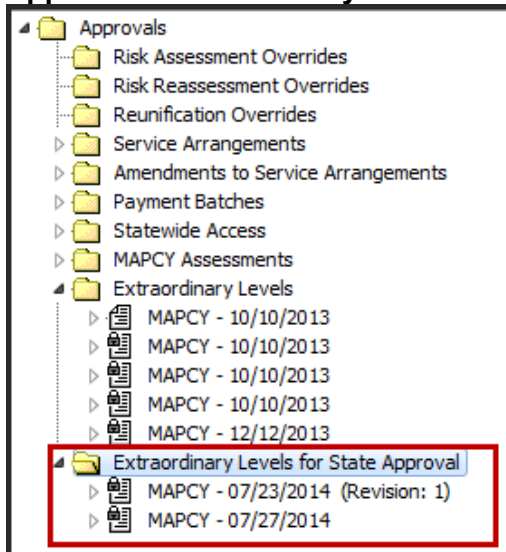 Approvals
Risk Assessment Overrides
Risk Reassessment Overrides
Reunification Overrides
Service Arrangements
Amendments to Service Arrangements
Payment Batches
Statewide Access
MAPCY Assessments
Extraordinary Levels
MAPCY - 10/10/2013
MAPCY - 10/10/2013
MAPCY - 10/10/2013
MAPCY - 10/10/2013
MAPCY - 12/12/2013
Extraordinary Levels for State Approval
MAPCY - 07/23/2014 (Revision: 1)
MAPCY - 07/27/2014